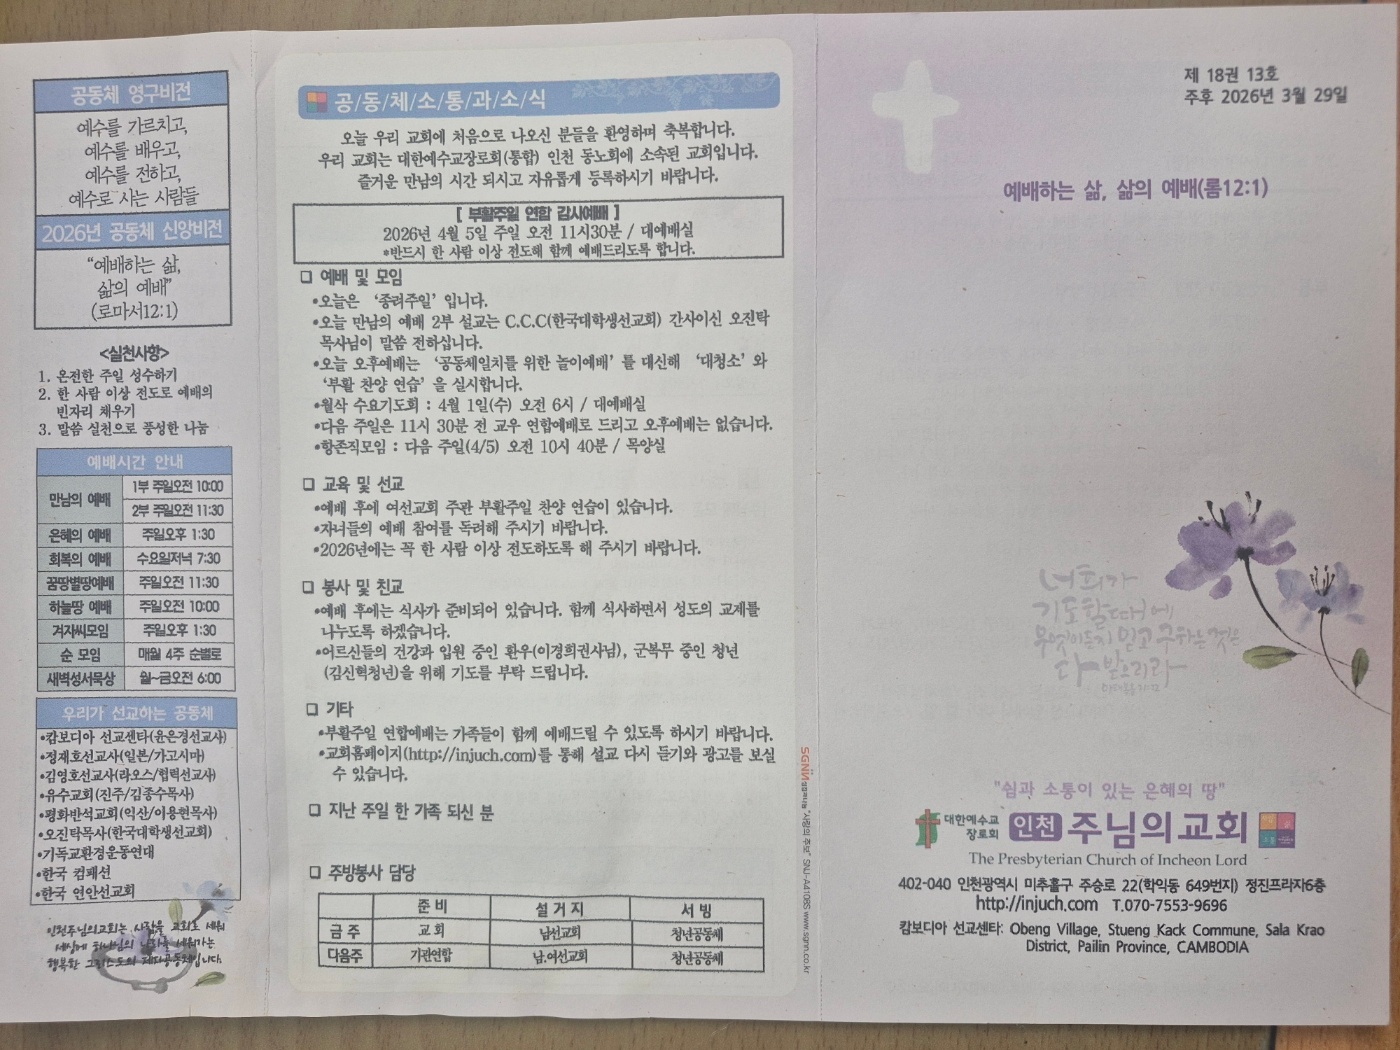 공동체 영구비전
예수를 가르치고,
예수를 배우고,
예수를 전하고,
예수로 사는 사람들
2026년 공동체 신앙비전
“예배하는 삶,
삶의 예배”
(로마서12:1)
<실천사항>
1. 온전한 주일 성수하기
2. 한 사람 이상 전도로 예배의
빈자리 채우기
3. 말씀 실천으로 풍성한 나눔
예배시간 안내
만남의 예배 1부 주일오전 10:00
2부 주일오전 11:30
은혜의 예배 주일오후 1:30
회복의 예배 수요일저녁 7:30
꿈땅별땅예배 주일오전 11:30
하늘땅 예배 주일오전 10:00
겨자씨모임 주일오후 1:30
순 모임 매월 4주 순별로
새벽성서묵상 월~금오전 6:00
우리가 선교하는 공동체
•캄보디아 선교센타(윤은경선교사)
•정재호선교사(일본/가고시마)
•김영호선교사(라오스/협력선교사)
•유수교회(진주/김종수목사)
•평화반석교회(익산/이용현목사)
•오진탁목사(한국대학생선교회)
•기독교환경운동연대
•한국 컴패션
•한국 연안선교회
인천주님의교회는 사람을 교회로 세워
세상에 하나님의 나라를 세워가는
행복한 그리스도의 제자공동체입니다.
공/동/체/소/통/과/소/식
오늘 우리 교회에 처음으로 나오신 분들을 환영하며 축복합니다.
우리 교회는 대한예수교장로회(통합) 인천 동노회에 소속된 교회입니다.
즐거운 만남의 시간 되시고 자유롭게 등록하시기 바랍니다.
[ 부활주일 연합 감사예배 ]
2026년 4월 5일 주일 오전 11시30분 / 대예배실
*반드시 한 사람 이상 전도해 함께 예배드리도록 합니다.
❑ 예배 및 모임
•오늘은 ‘종려주일’ 입니다.
•오늘 만남의 예배 2부 설교는 C.C.C(한국대학생선교회) 간사이신 오진탁
목사님이 말씀 전하십니다.
•오늘 오후예배는 ‘공동체일치를 위한 놀이예배’ 를 대신해 ‘대청소’ 와
‘부활 찬양 연습’ 을 실시합니다.
•월삭 수요기도회 : 4월 1일(수) 오전 6시 / 대예배실
•다음 주일은 11시 30분 전 교우 연합예배로 드리고 오후예배는 없습니다.
•항존직모임 : 다음 주일(4/5) 오전 10시 40분 / 목양실
❑ 교육 및 선교
•예배 후에 여선교회 주관 부활주일 찬양 연습이 있습니다.
•자녀들의 예배 참여를 독려해 주시기 바랍니다.
•2026년에는 꼭 한 사람 이상 전도하도록 해 주시기 바랍니다.
❑ 봉사 및 친교
•예배 후에는 식사가 준비되어 있습니다. 함께 식사하면서 성도의 교제를
나누도록 하겠습니다.
•어르신들의 건강과 입원 중인 환우(이경희권사님), 군복무 중인 청년
(김신혁청년)을 위해 기도를 부탁 드립니다.
❑ 기타
•부활주일 연합예배는 가족들이 함께 예배드릴 수 있도록 하시기 바랍니다.
•교회홈페이지(http://injuch.com)를 통해 설교 다시 듣기와 광고를 보실
수 있습니다.
❑ 지난 주일 한 가족 되신 분
❑ 주방봉사 담당
준 비 설 거 지 서 빙
금 주 교 회 남선교회 청년공동체
다음주 기관연합 남.여선교회 청년공동체
제 18권 13호
주후 2026년 3월 29일
예배하는 삶, 삶의 예배(롬12:1)
너희가
기도할 때에
무엇이든지 믿고 구하는 것은
다 받으리라
"쉼과 소통이 있는 은혜의 땅"
대한예수교
장로회
인천 주님의교회
The Presbyterian Church of Incheon Lord
402-040 인천광역시 미추홀구 주승로 22(학익동 649번지) 정진프라자6층
http://injuch.com T.070-7553-9696
캄보디아 선교센타: Obeng Village, Stueng Kack Commune, Sala Krao
District, Pailin Province, CAMBODIA